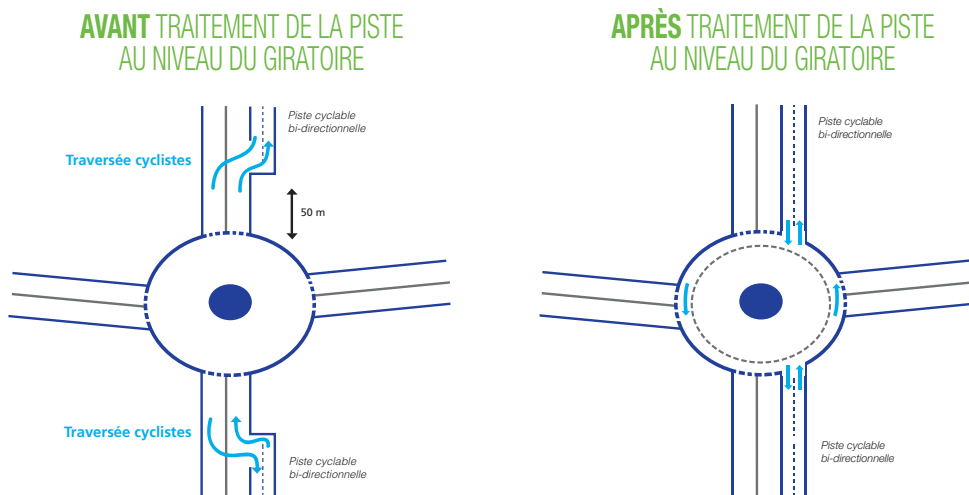 AVANT TRAITEMENT DE LA PISTE
AU NIVEAU DU GIRATOIRE
Piste cyclable
bi-directionnelle
Traversée cyclistes
50 m
Traversée cyclistes
Piste cyclable
bi-directionnelle
APRÈS TRAITEMENT DE LA PISTE
AU NIVEAU DU GIRATOIRE
Piste cyclable
bi-directionnelle
Piste cyclable
bi-directionnelle